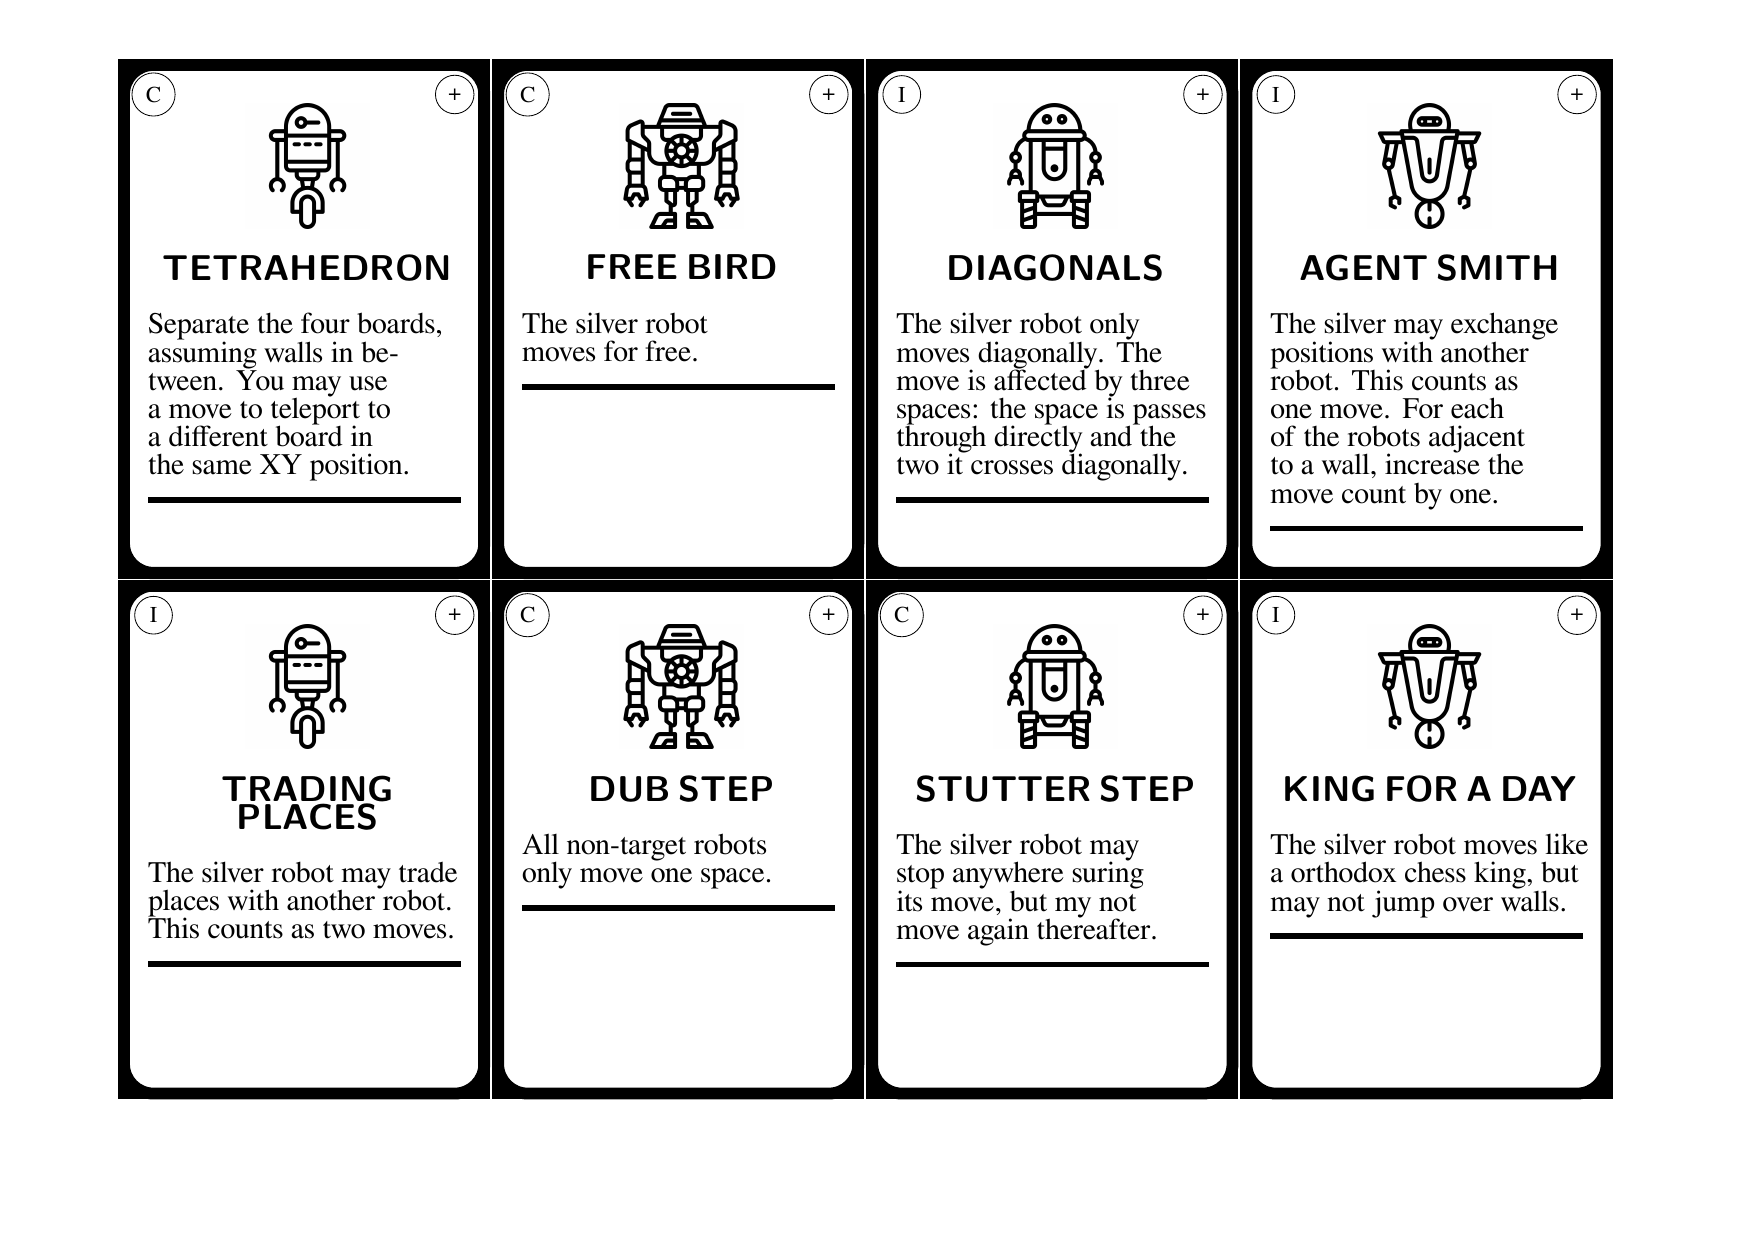 C
+
TETRAHEDRON
Separate the four boards,
assuming walls in be-
tween. You may use
a move to teleport to
a different board in
the same XY position.
C
+
FREE BIRD
The silver robot
moves for free.
I
+
DIAGONALS
The silver robot only
moves diagonally. The
move is affected by three
spaces: the space is passes
through directly and the
two it crosses diagonally.
I
+
AGENT SMITH
The silver may exchange
positions with another
robot. This counts as
one move. For each
of the robots adjacent
to a wall, increase the
move count by one.
I
+
TRADING
PLACES
The silver robot may trade
places with another robot.
This counts as two moves.
C
+
DUB STEP
All non-target robots
only move one space.
C
+
STUTTER STEP
The silver robot may
stop anywhere suring
its move, but my not
move again thereafter.
I
+
KING FOR A DAY
The silver robot moves like
a orthodox chess king, but
may not jump over walls.